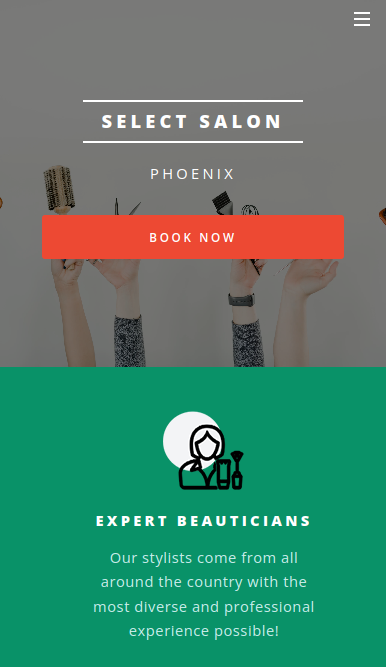 SELECT SALON
PHOENIX
BOOK NOW
EXPERT BEAUTICIANS
Our stylists come from all
around the country with the
most diverse and professional
experience possible!